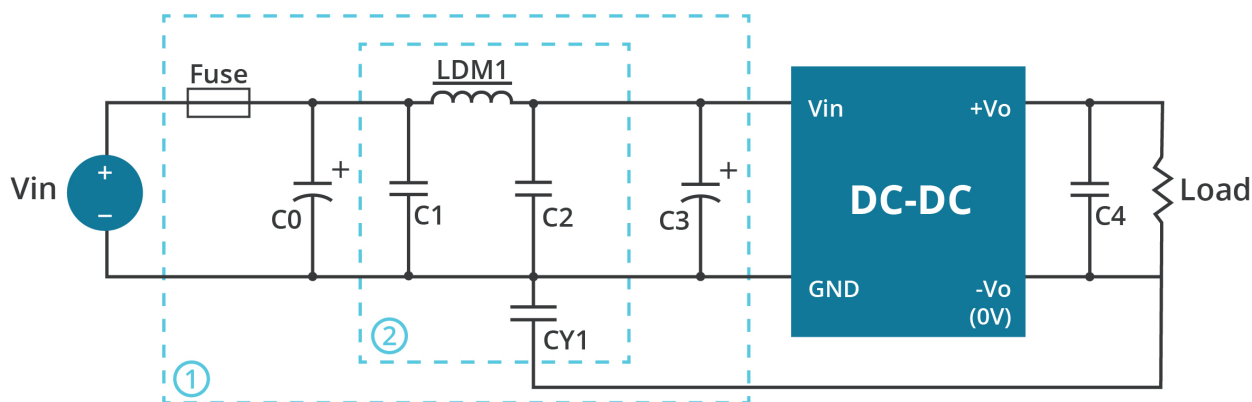 Fuse
LDM1
Vin
+
−
+
C0
C1
C2
+
C3
CY1
1
2
Vin
+Vo
DC-DC
GND
-Vo
(0V)
C4
Load